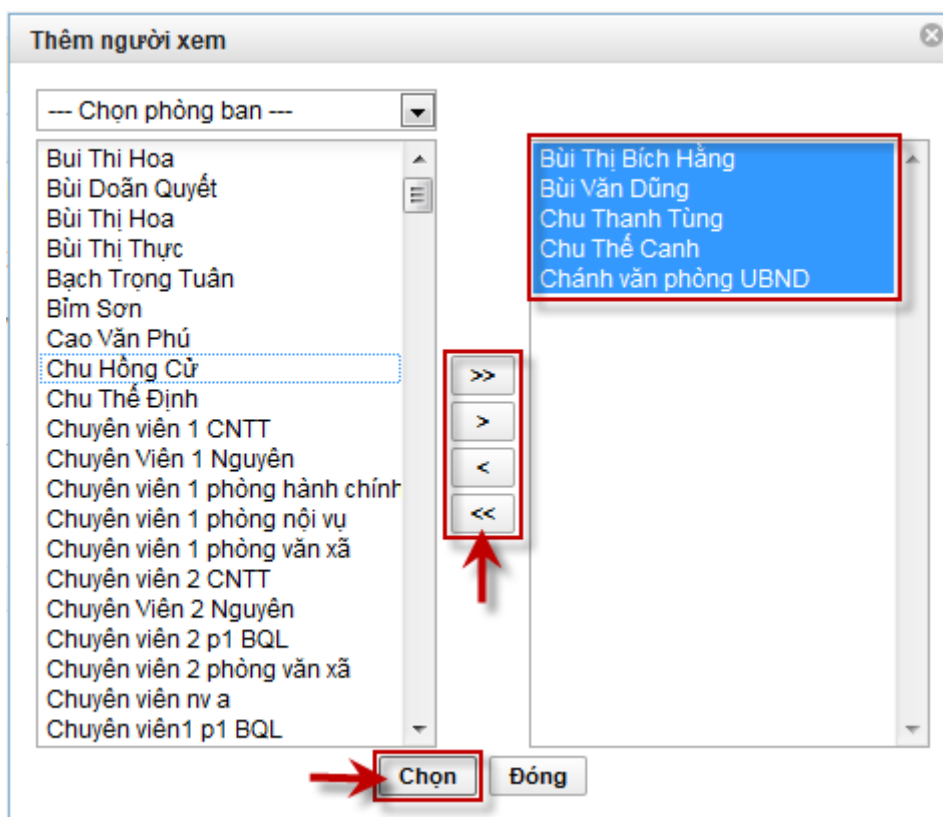 Thêm người xem
--- Chọn phòng ban ---
Bui Thi Hoa
Bùi Doãn Quyết
Bùi Thị Hoa
Bùi Thị Thực
Bạch Trọng Tuân
Bỉm Sơn
Cao Văn Phú
Chu Hồng Cử
Chu Thế Định
Chuyên viên 1 CNTT
Chuyên Viên 1 Nguyên
Chuyên viên 1 phòng hành chính
Chuyên viên 1 phòng nội vụ
Chuyên viên 1 phòng văn xã
Chuyên viên 2 CNTT
Chuyên Viên 2 Nguyên
Chuyên viên 2 p1 BQL
Chuyên viên 2 phòng văn xã
Chuyên viên nv a
Chuyên viên1 p1 BQL
>>
>
<
<<
Bùi Thị Bích Hằng
Bùi Văn Dũng
Chu Thanh Tùng
Chu Thế Canh
Chánh văn phòng UBND
Chọn Đóng